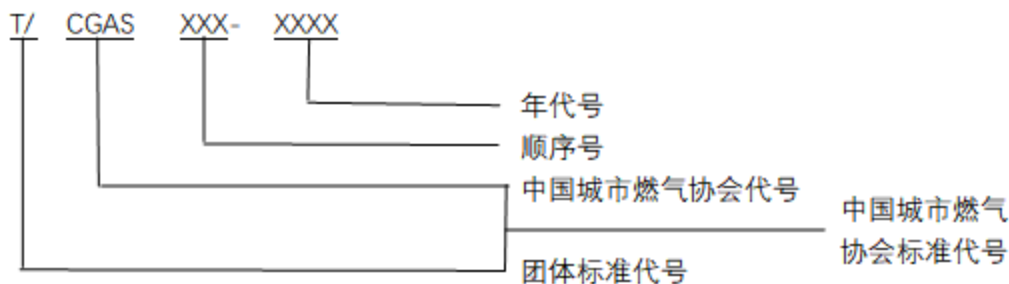 T/ CGAS XXX- XXXX
年代号
顺序号
中国城市燃气协会代号
中国城市燃气
协会标准代号
团体标准代号